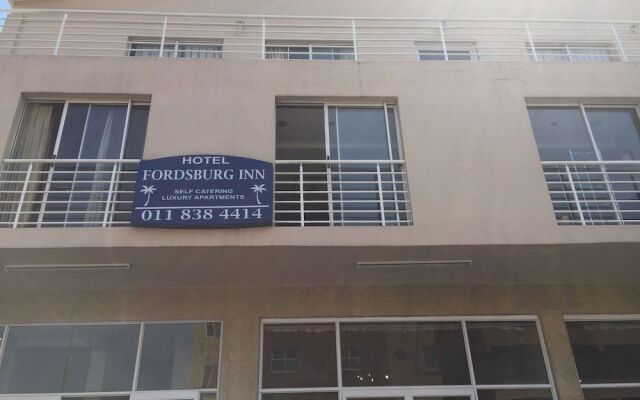 HOTEL
FORDSBURG INN
SELF CATERING
LUXURY APARTMENTS
011 838 4414